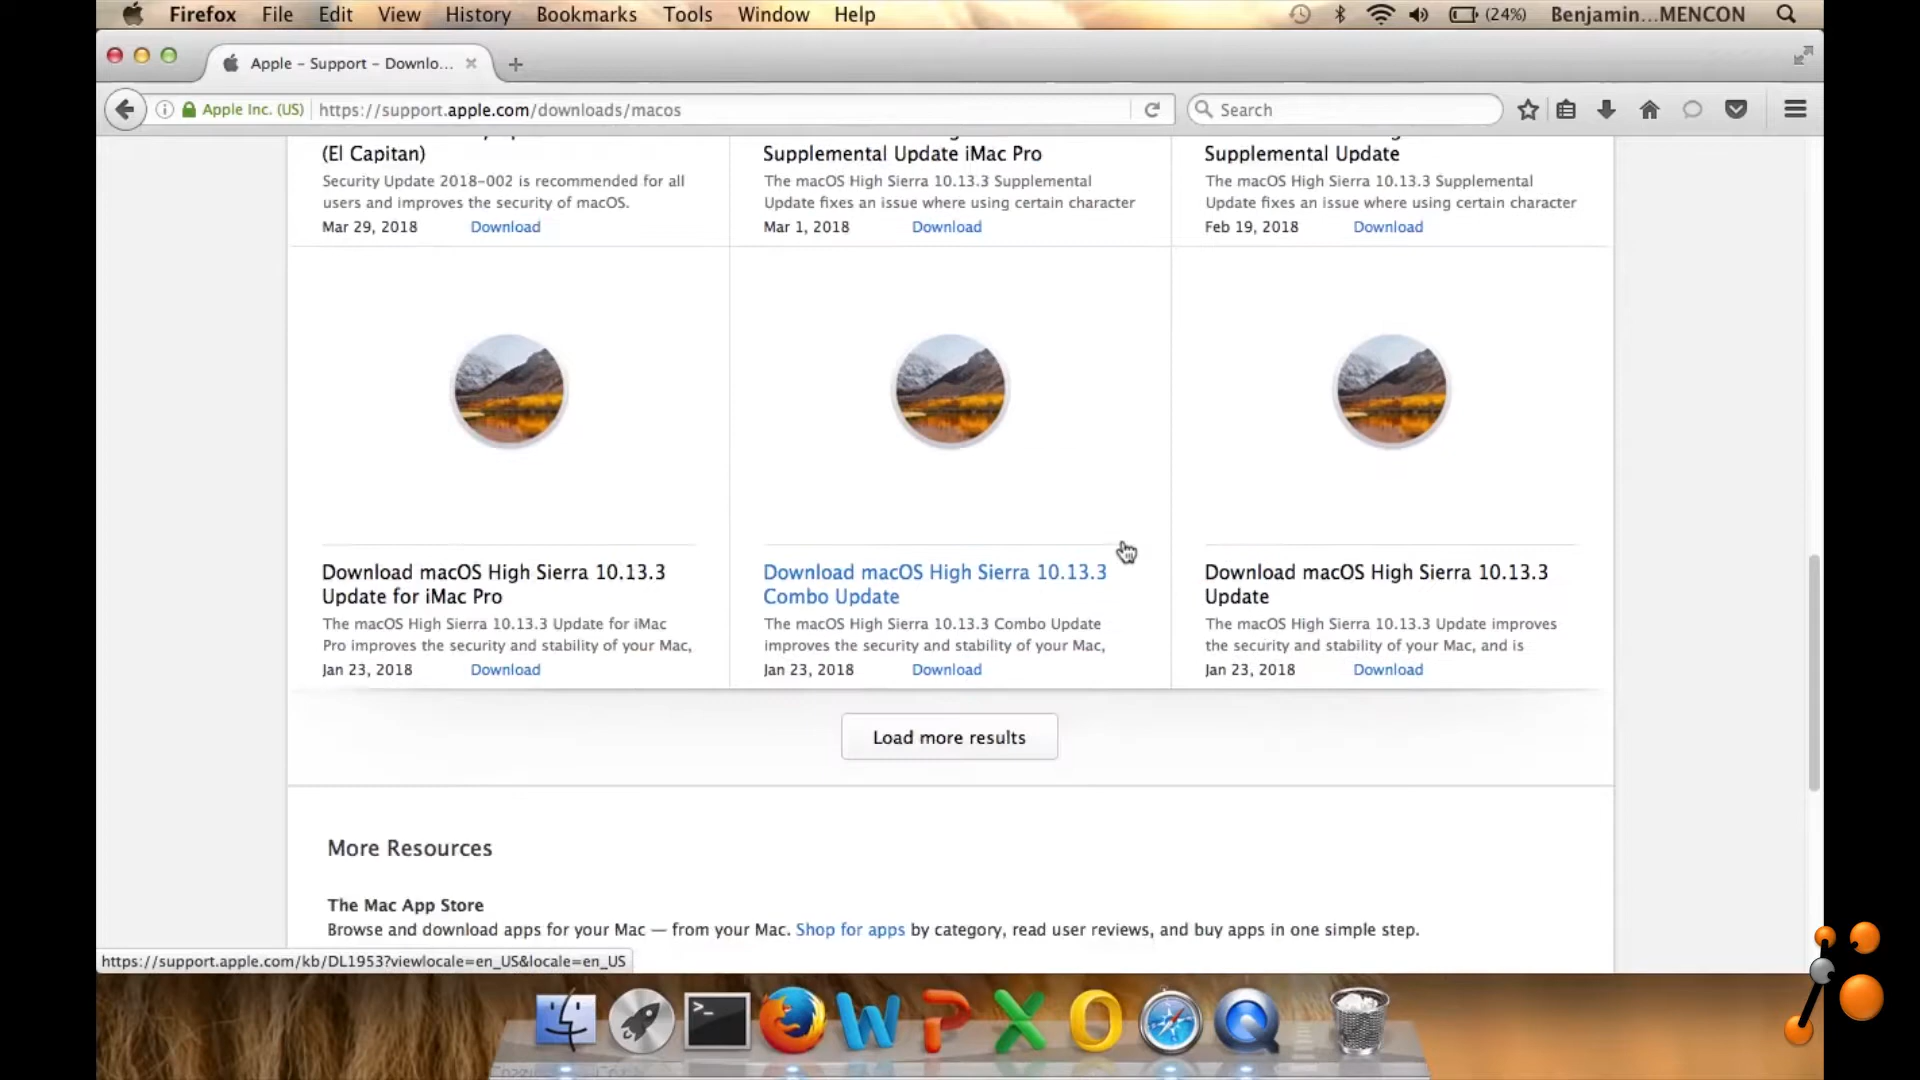 Firefox File Edit View History Bookmarks Tools Window Help (24%) Benjamin...MENCON
Apple – Support – Downlo...
Apple Inc. (US) https://support.apple.com/downloads/macos Search
(El Capitan)
Security Update 2018-002 is recommended for all
users and improves the security of macOS.
Mar 29, 2018 Download
Supplemental Update iMac Pro
The macOS High Sierra 10.13.3 Supplemental
Update fixes an issue where using certain character
Mar 1, 2018 Download
Supplemental Update
The macOS High Sierra 10.13.3 Supplemental
Update fixes an issue where using certain character
Feb 19, 2018 Download
Download macOS High Sierra 10.13.3
Update for iMac Pro
The macOS High Sierra 10.13.3 Update for iMac
Pro improves the security and stability of your Mac,
Jan 23, 2018 Download
Download macOS High Sierra 10.13.3
Combo Update
The macOS High Sierra 10.13.3 Combo Update
improves the security and stability of your Mac,
Jan 23, 2018 Download
Download macOS High Sierra 10.13.3
Update
The macOS High Sierra 10.13.3 Update improves
the security and stability of your Mac, and is
Jan 23, 2018 Download
Load more results
More Resources
The Mac App Store
Browse and download apps for your Mac — from your Mac. Shop for apps by category, read user reviews, and buy apps in one simple step.
https://support.apple.com/kb/DL1953?viewlocale=en_US&locale=en_US